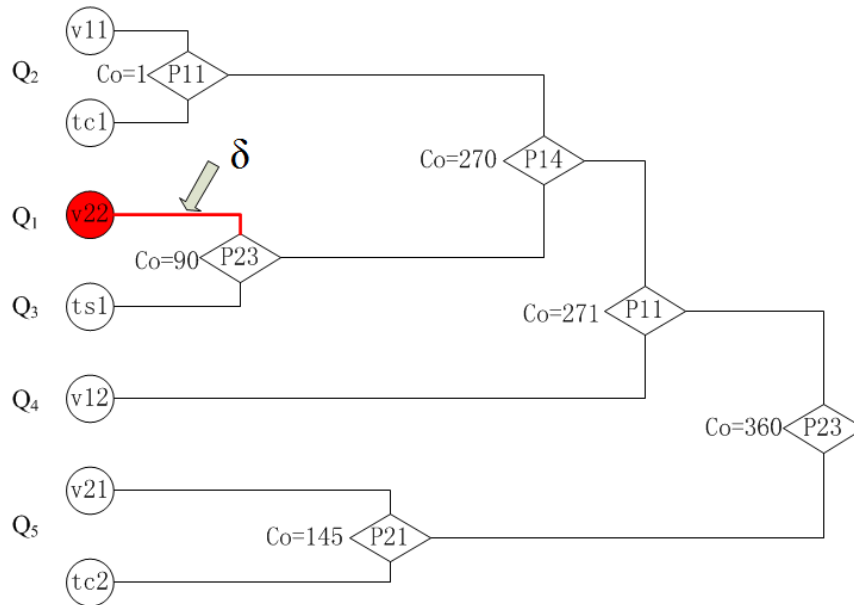 v11
Q₂
Co=1
P11
tc1
δ
Co=270
P14
Q₁
v22
Co=90
P23
Q₃
ts1
Co=271
P11
Q₄
v12
Co=360
P23
v21
Q₅
Co=145
P21
tc2